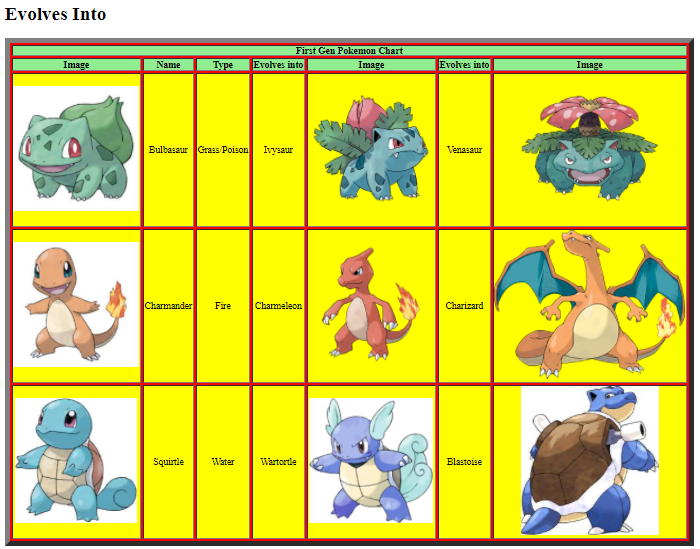 Evolves Into
First Gen Pokemon Chart
Image Name Type Evolves into Image Evolves into Image
Bulbasaur Grass/Poison Ivysaur Venasaur
Charmander Fire Charmeleon Charizard
Squirtle Water Wartortle Blastoise